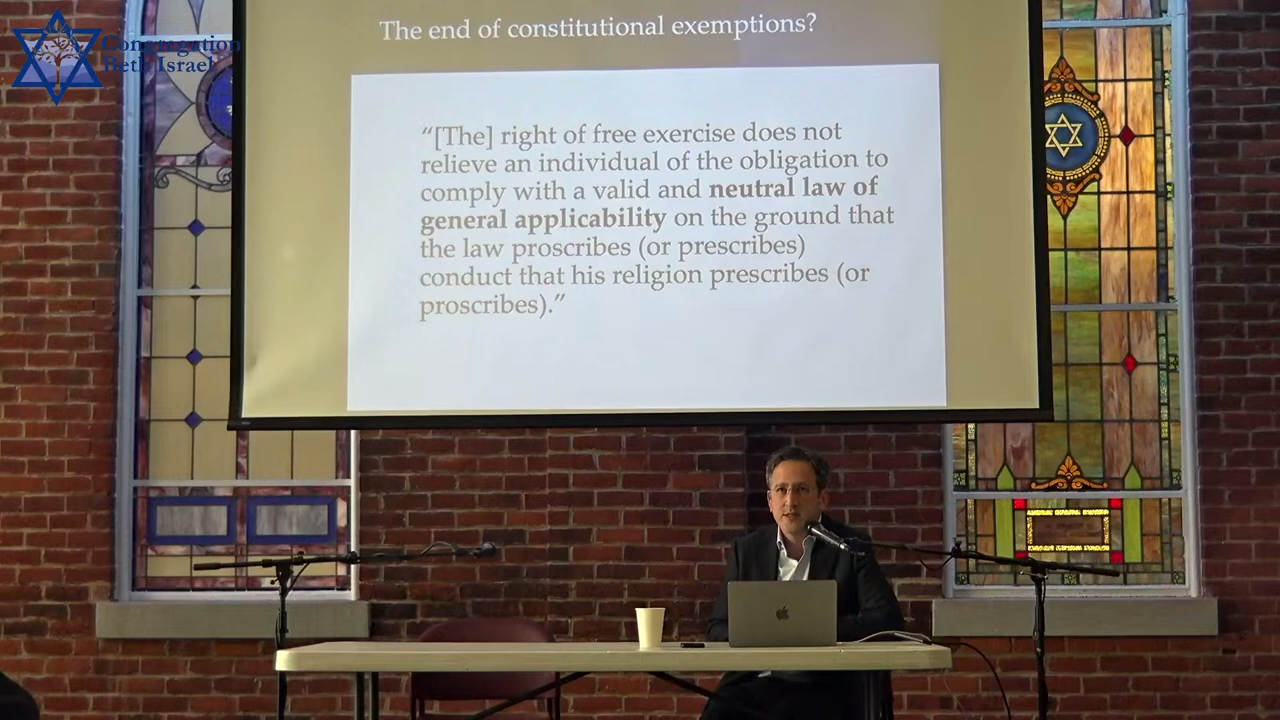 Congregation
Beth Israel
The end of constitutional exemptions?
“[The] right of free exercise does not
relieve an individual of the obligation to
comply with a valid and neutral law of
general applicability on the ground that
the law proscribes (or prescribes)
conduct that his religion prescribes (or
proscribes).”